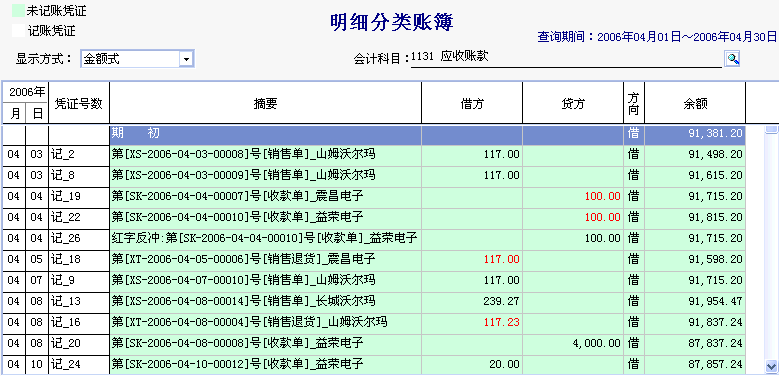 未记账凭证
记账凭证
明细分类账簿
查询期间：2006年04月01日～2006年04月30日
显示方式： 金额式
会计科目： 1131 应收账款
2006年 凭证号数 摘要 借方 贷方 方向 余额
月 日
期 初 借 91,381.20
04 03 记_2 第[XS-2006-04-03-00008]号[销售单]_山姆沃尔玛 117.00 借 91,498.20
04 03 记_8 第[XS-2006-04-03-00009]号[销售单]_山姆沃尔玛 117.00 借 91,615.20
04 04 记_19 第[SK-2006-04-04-00007]号[收款单]_震昌电子 100.00 借 91,715.20
04 04 记_22 第[SK-2006-04-04-00010]号[收款单]_益荣电子 100.00 借 91,815.20
04 04 记_26 红字反冲:第[SK-2006-04-04-00010]号[收款单]_益荣电子 100.00 借 91,715.20
04 05 记_18 第[XT-2006-04-05-00006]号[销售退货]_震昌电子 117.00 借 91,598.20
04 07 记_9 第[XS-2006-04-07-00010]号[销售单]_山姆沃尔玛 117.00 借 91,715.20
04 08 记_13 第[XS-2006-04-08-00014]号[销售单]_长城沃尔玛 239.27 借 91,954.47
04 08 记_16 第[XT-2006-04-08-00004]号[销售退货]_山姆沃尔玛 117.23 借 91,837.24
04 08 记_20 第[SK-2006-04-08-00008]号[收款单]_益荣电子 4,000.00 借 87,837.24
04 10 记_24 第[SK-2006-04-10-00012]号[收款单]_益荣电子 20.00 借 87,857.24